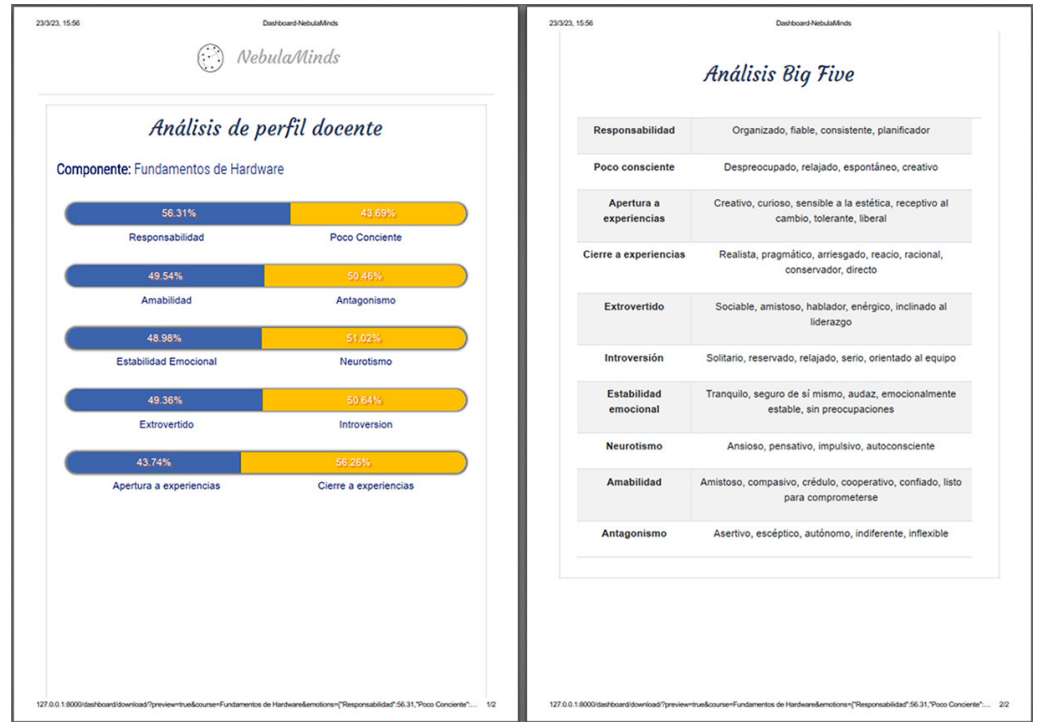 23/3/23, 15:56 Dashboard-NebulaMinds
NebulaMinds
Análisis de perfil docente
Componente: Fundamentos de Hardware
56.31% 43.69%
Responsabilidad Poco Conciente
49.54% 50.46%
Amabilidad Antagonismo
48.98% 51.02%
Estabilidad Emocional Neurotismo
49.36% 50.64%
Extrovertido Introversion
43.74% 56.26%
Apertura a experiencias Cierre a experiencias
127.0.0.1:8000/dashboard/download/?preview=true&course=Fundamentos de Hardware&emotions={"Responsabilidad":56.31,"Poco Conciente":... 1/2
23/3/23, 15:56 Dashboard-NebulaMinds
Análisis Big Five
Responsabilidad Organizado, fiable, consistente, planificador
Poco consciente Despreocupado, relajado, espontáneo, creativo
Apertura a experiencias Creativo, curioso, sensible a la estética, receptivo al
cambio, tolerante, liberal
Cierre a experiencias Realista, pragmático, arriesgado, reacio, racional,
conservador, directo
Extrovertido Sociable, amistoso, hablador, enérgico, inclinado al
liderazgo
Introversión Solitario, reservado, relajado, serio, orientado al equipo
Estabilidad emocional Tranquilo, seguro de sí mismo, audaz, emocionalmente
estable, sin preocupaciones
Neurotismo Ansioso, pensativo, impulsivo, autoconsciente
Amabilidad Amistoso, compasivo, crédulo, cooperativo, confiado, listo
para comprometerse
Antagonismo Asertivo, escéptico, autónomo, indiferente, inflexible
127.0.0.1:8000/dashboard/download/?preview=true&course=Fundamentos de Hardware&emotions={"Responsabilidad":56.31,"Poco Conciente":... 2/2